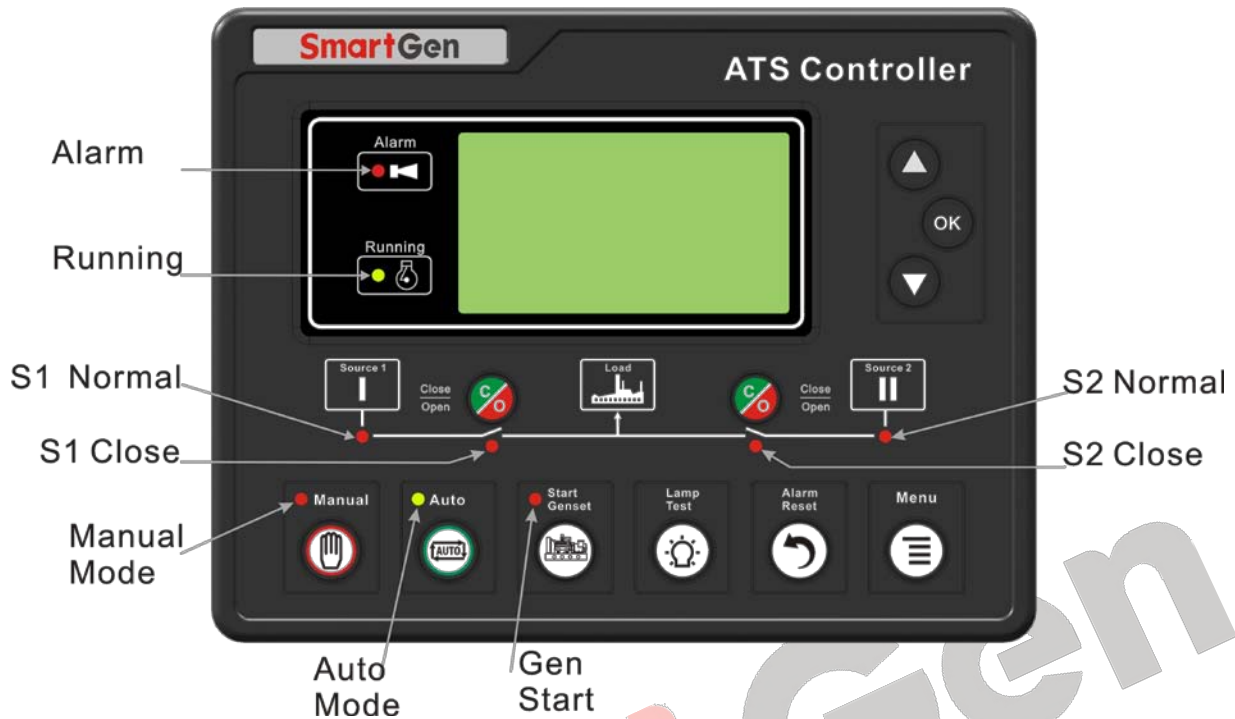 SmartGen
ATS Controller
Alarm
Alarm
Running
Running
OK
S1 Normal
Source 1
I
Close
Open
C/O
Load
C/O
Close
Open
Source 2
II
S2 Normal
S1 Close
S2 Close
Manual
Auto
Start
Genset
Lamp
Test
Alarm
Reset
Menu
AUTO
Manual
Mode
Auto
Mode
Gen
Start
Gen